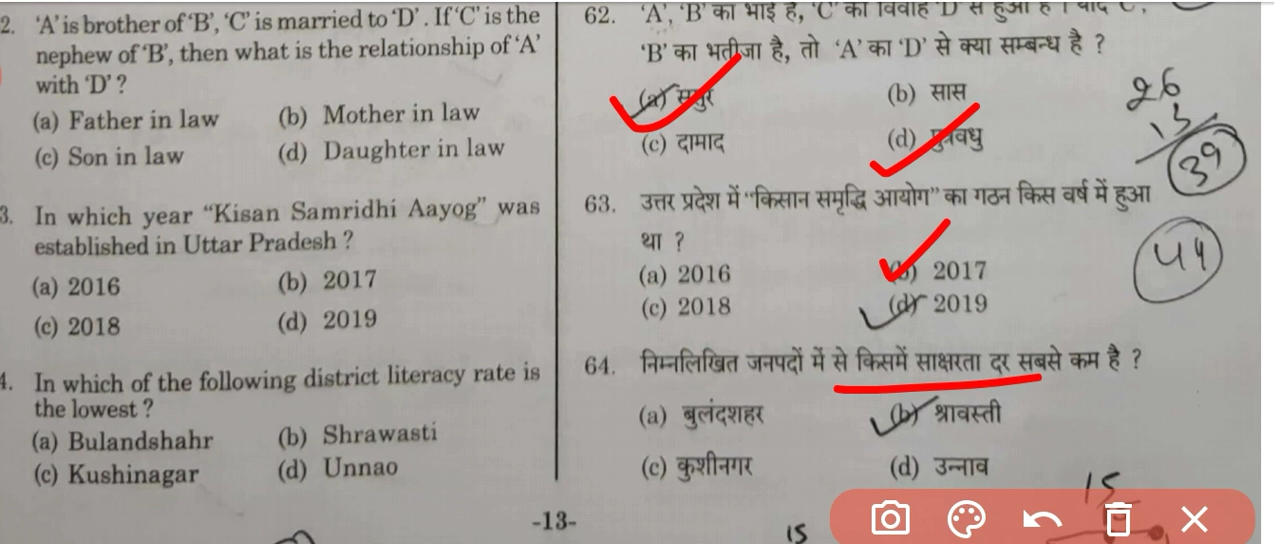 2. 'A' is brother of 'B', 'C' is married to 'D'. If 'C' is the
nephew of 'B', then what is the relationship of 'A'
with 'D' ?
(a) Father in law (b) Mother in law
(c) Son in law (d) Daughter in law
3. In which year “Kisan Samridhi Aayog” was
established in Uttar Pradesh ?
(a) 2016 (b) 2017
(c) 2018 (d) 2019
4. In which of the following district literacy rate is
the lowest ?
(a) Bulandshahr (b) Shrawasti
(c) Kushinagar (d) Unnao
62. 'A', 'B' का भाई है, 'C' का विवाह 'D' से हुआ है । यदि 'C',
'B' का भतीजा है, तो 'A' का 'D' से क्या सम्बन्ध है ?
(a) ससुर (b) सास
(c) दामाद (d) पुत्रवधु
63. उत्तर प्रदेश में “किसान समृद्धि आयोग” का गठन किस वर्ष में हुआ
था ?
(a) 2016 (b) 2017
(c) 2018 (d) 2019
64. निम्नलिखित जनपदों में से किसमें साक्षरता दर सबसे कम है ?
(a) बुलंदशहर (b) श्रावस्ती
(c) कुशीनगर (d) उन्नाव
-13-
26
13
39
44
15
15